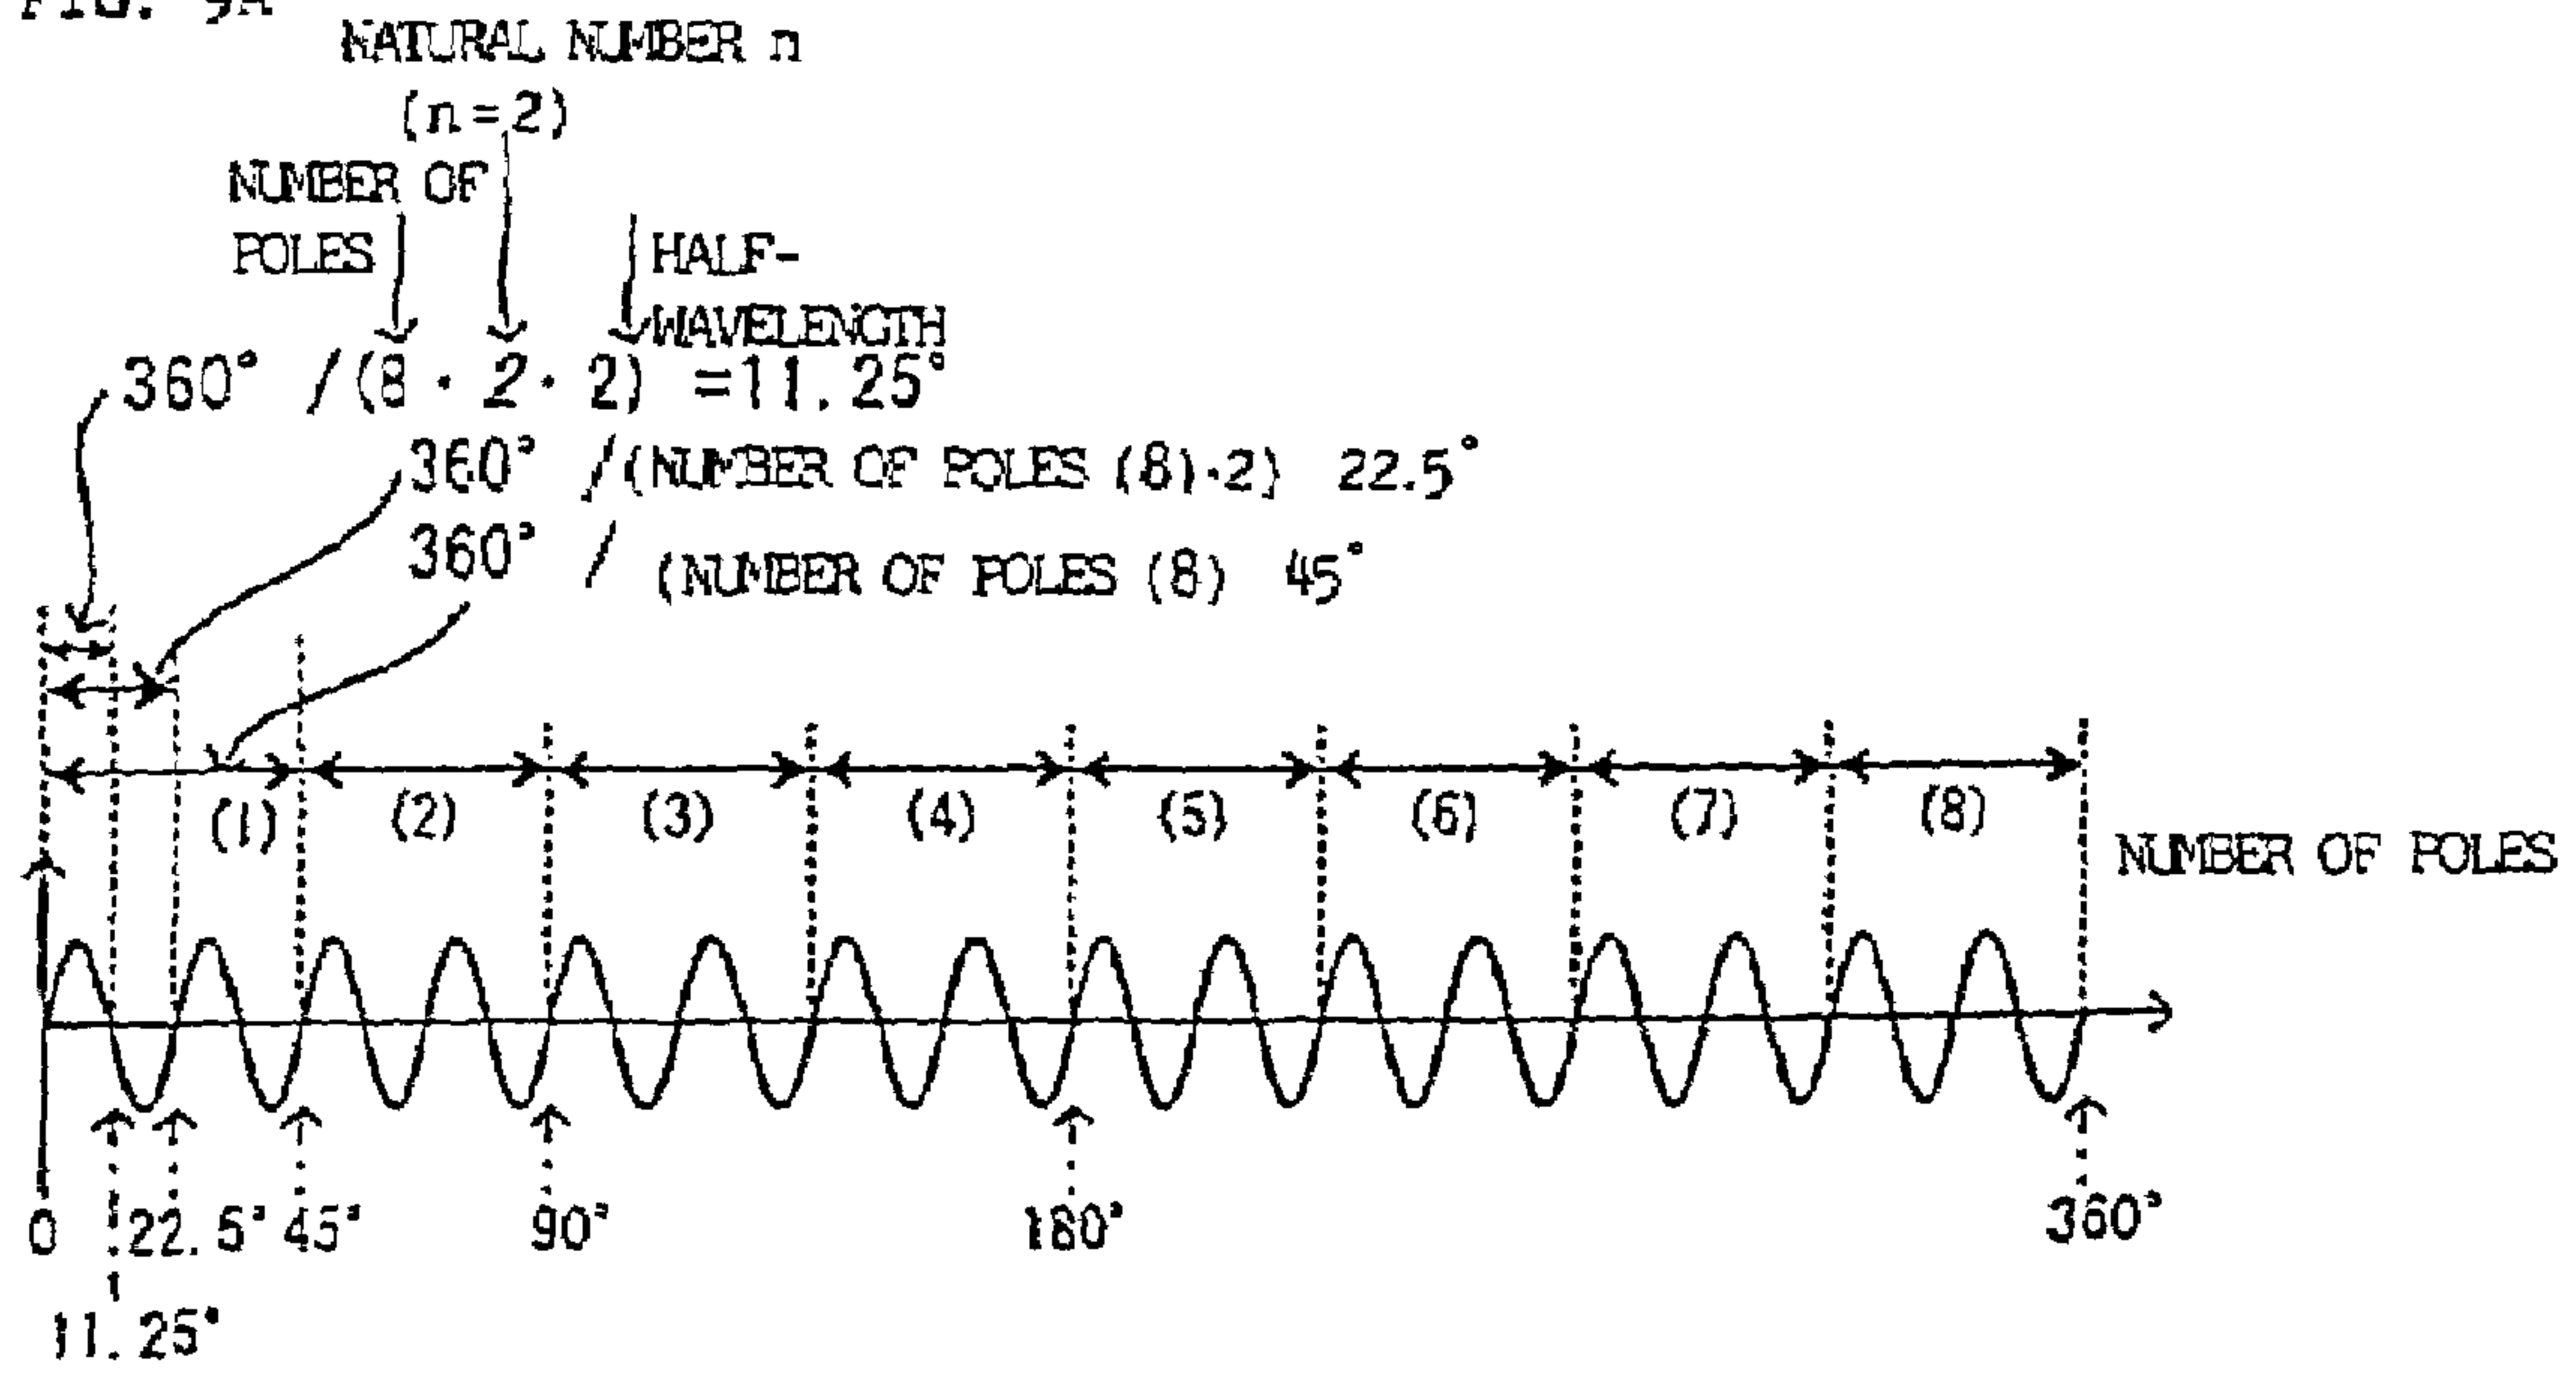 FIG. 9A
NATURAL NUMBER n
(n=2)
NUMBER OF
POLES
HALF-
WAVELENGTH
360° /(8 · 2 · 2) =11.25°
360° /(NUMBER OF POLES (8)·2) 22.5°
360° / (NUMBER OF POLES (8) 45°
(1) (2) (3) (4) (5) (6) (7) (8)
NUMBER OF POLES
0 22.5° 45° 90° 180° 360°
11.25°